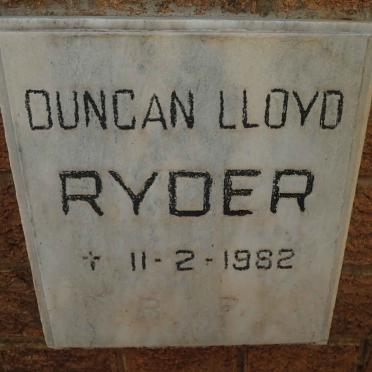 DUNCAN LLOYD
RYDER
+ 11-2-1982
R.I.P.